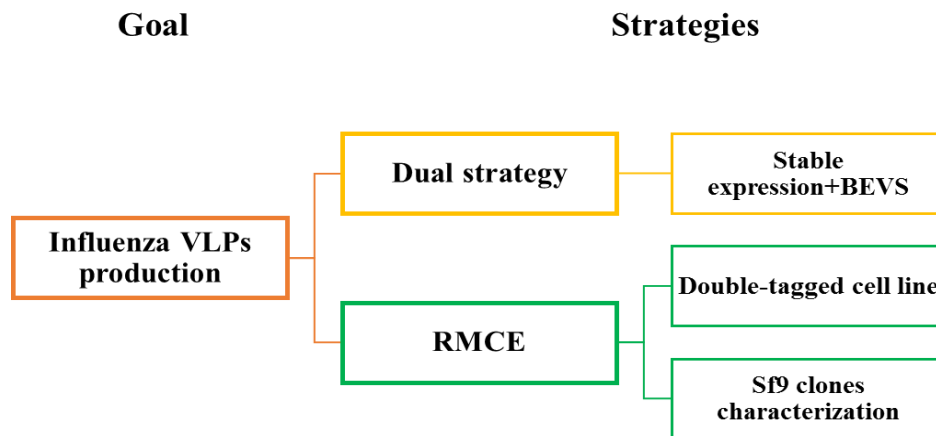 Goal
Strategies
Dual strategy
Stable
expression+BEVS
Influenza VLPs
production
Double-tagged cell line
RMCE
Sf9 clones
characterization